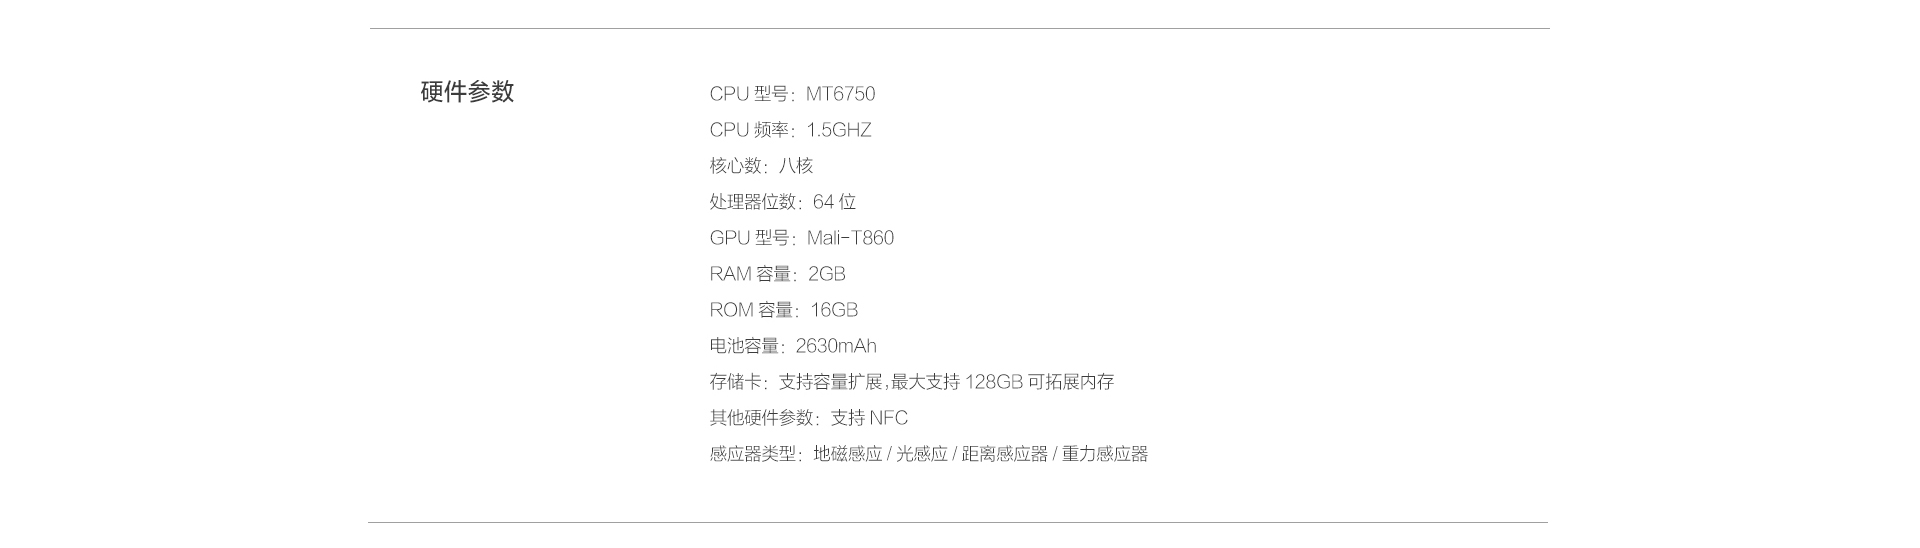 硬件参数
CPU 型号：MT6750
CPU 频率：1.5GHZ
核心数：八核
处理器位数：64 位
GPU 型号：Mali-T860
RAM 容量：2GB
ROM 容量：16GB
电池容量：2630mAh
存储卡：支持容量扩展，最大支持 128GB 可拓展内存
其他硬件参数：支持 NFC
感应器类型：地磁感应 / 光感应 / 距离感应器 / 重力感应器